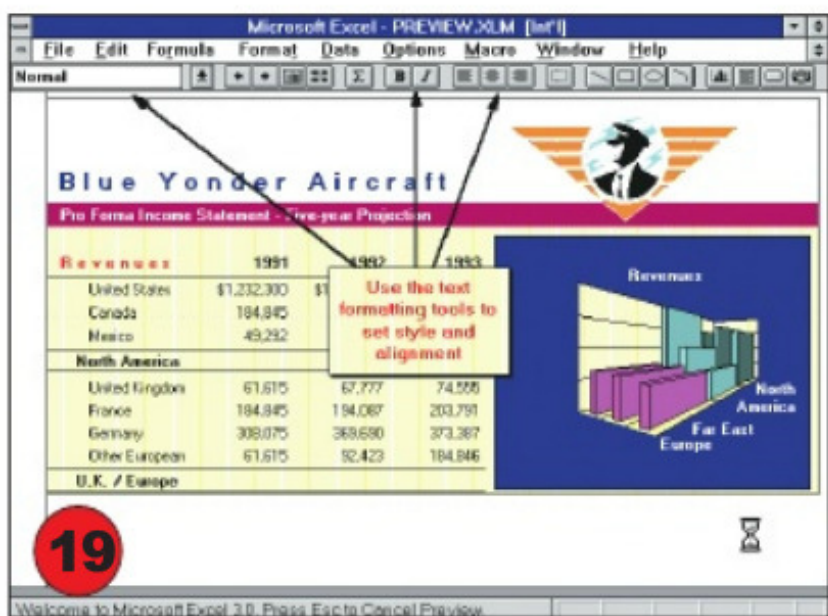 Microsoft Excel - PREVIEW.XLM [Int'l]
File Edit Formula Format Data Options Macro Window Help
Normal
Σ B I
Blue Yonder Aircraft
Pro Forma Income Statement - Five-year Projection
Revenues 1991 1992 1993
United States $1,232,300
Canada 184,845
Mexico 49,292
North America
United Kingdom 61,615 67,777
France 184,845 194,087 203,791
Germany 308,075 369,690 373,387
Other European 61,615 92,423 184,846
U.K. / Europe
Use the text
formatting tools to
set style and
alignment
Revenues
North
America
Far East
Europe
19
Welcome to Microsoft Excel 3.0. Press Esc to Cancel Preview.